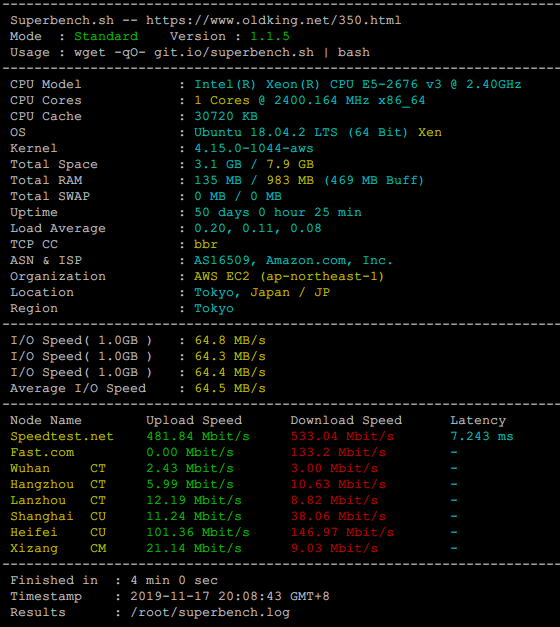 Superbench.sh -- https://www.oldking.net/350.html
Mode : Standard Version : 1.1.5
Usage : wget -qO- git.io/superbench.sh | bash
CPU Model : Intel(R) Xeon(R) CPU E5-2676 v3 @ 2.40GHz
CPU Cores : 1 Cores @ 2400.164 MHz x86_64
CPU Cache : 30720 KB
OS : Ubuntu 18.04.2 LTS (64 Bit) Xen
Kernel : 4.15.0-1044-aws
Total Space : 3.1 GB / 7.9 GB
Total RAM : 135 MB / 983 MB (469 MB Buff)
Total SWAP : 0 MB / 0 MB
Uptime : 50 days 0 hour 25 min
Load Average : 0.20, 0.11, 0.08
TCP CC : bbr
ASN & ISP : AS16509, Amazon.com, Inc.
Organization : AWS EC2 (ap-northeast-1)
Location : Tokyo, Japan / JP
Region : Tokyo
I/O Speed( 1.0GB ) : 64.8 MB/s
I/O Speed( 1.0GB ) : 64.3 MB/s
I/O Speed( 1.0GB ) : 64.4 MB/s
Average I/O Speed : 64.5 MB/s
Node Name Upload Speed Download Speed Latency
Speedtest.net 481.84 Mbit/s 533.04 Mbit/s 7.243 ms
Fast.com 0.00 Mbit/s 133.2 Mbit/s -
Wuhan CT 2.43 Mbit/s 3.00 Mbit/s -
Hangzhou CT 5.99 Mbit/s 10.63 Mbit/s -
Lanzhou CT 12.19 Mbit/s 8.82 Mbit/s -
Shanghai CU 11.24 Mbit/s 38.06 Mbit/s -
Heifei CU 101.36 Mbit/s 146.97 Mbit/s -
Xizang CM 21.14 Mbit/s 9.03 Mbit/s -
Finished in : 4 min 0 sec
Timestamp : 2019-11-17 20:08:43 GMT+8
Results : /root/superbench.log